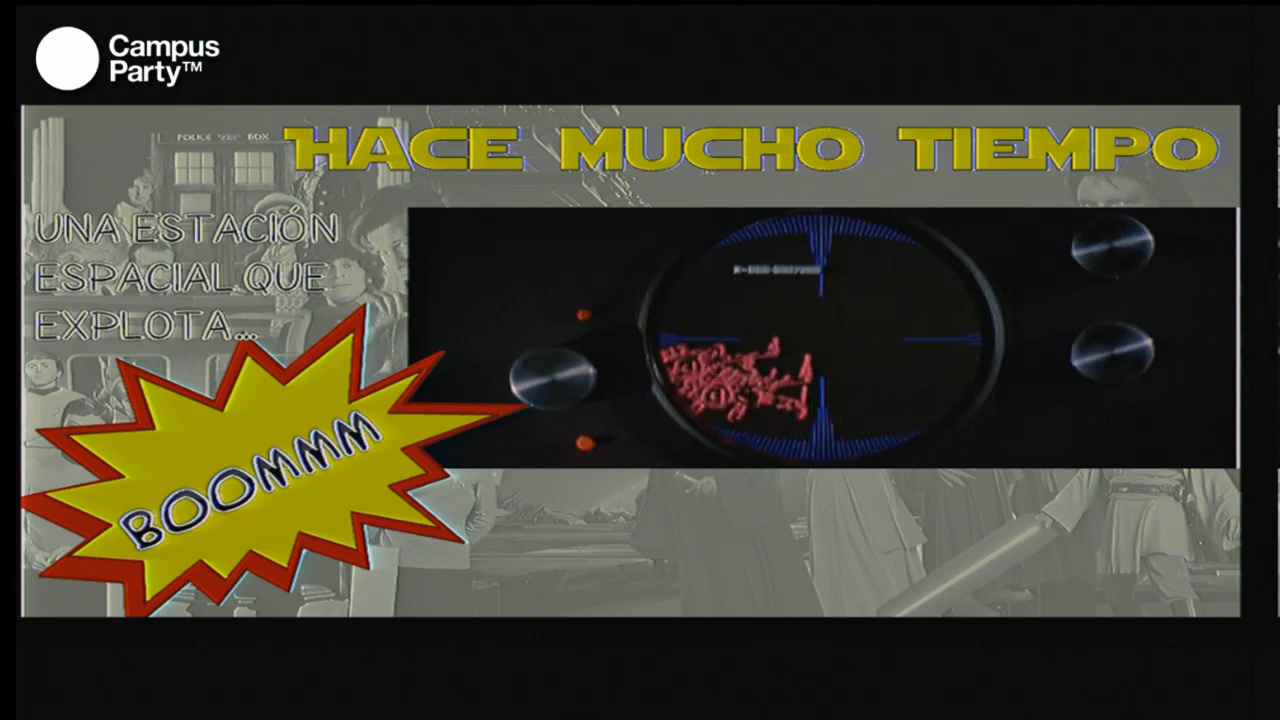 Campus
Party™
POLICE BOX
HACE MUCHO TIEMPO
UNA ESTACIÓN
ESPACIAL QUE
EXPLOTA...
BOOMMM